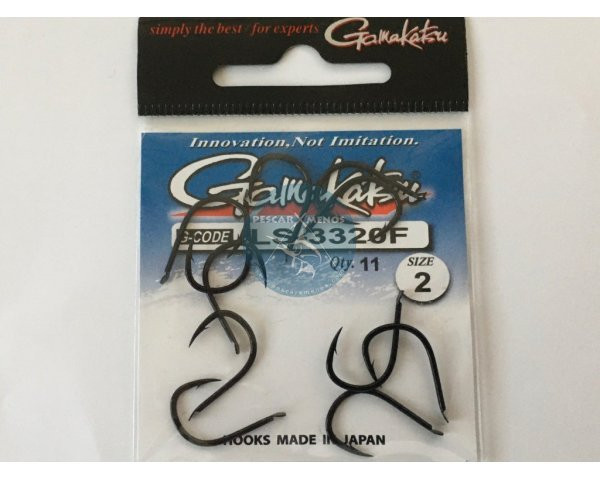 simply the best / for experts
Gamakatsu
Innovation, Not Imitation.
Gamakatsu®
PESCAR MENOS
G-CODE LS-3320F
Qty. 11
SIZE
2
HOOKS MADE IN JAPAN